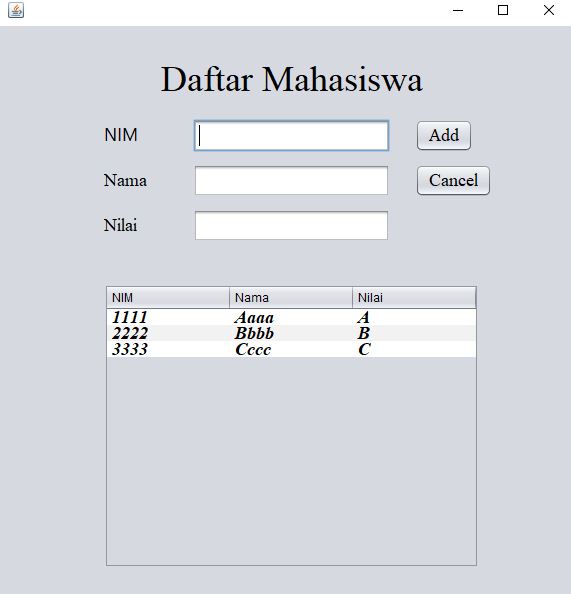 Daftar Mahasiswa
NIM
Add
Nama
Cancel
Nilai
NIM Nama Nilai
1111 Aaaa A
2222 Bbbb B
3333 Cccc C